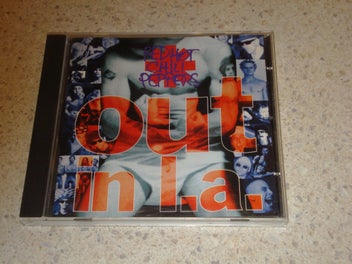 RED HOT
CHILI
PEPPERS
out
in l.a.